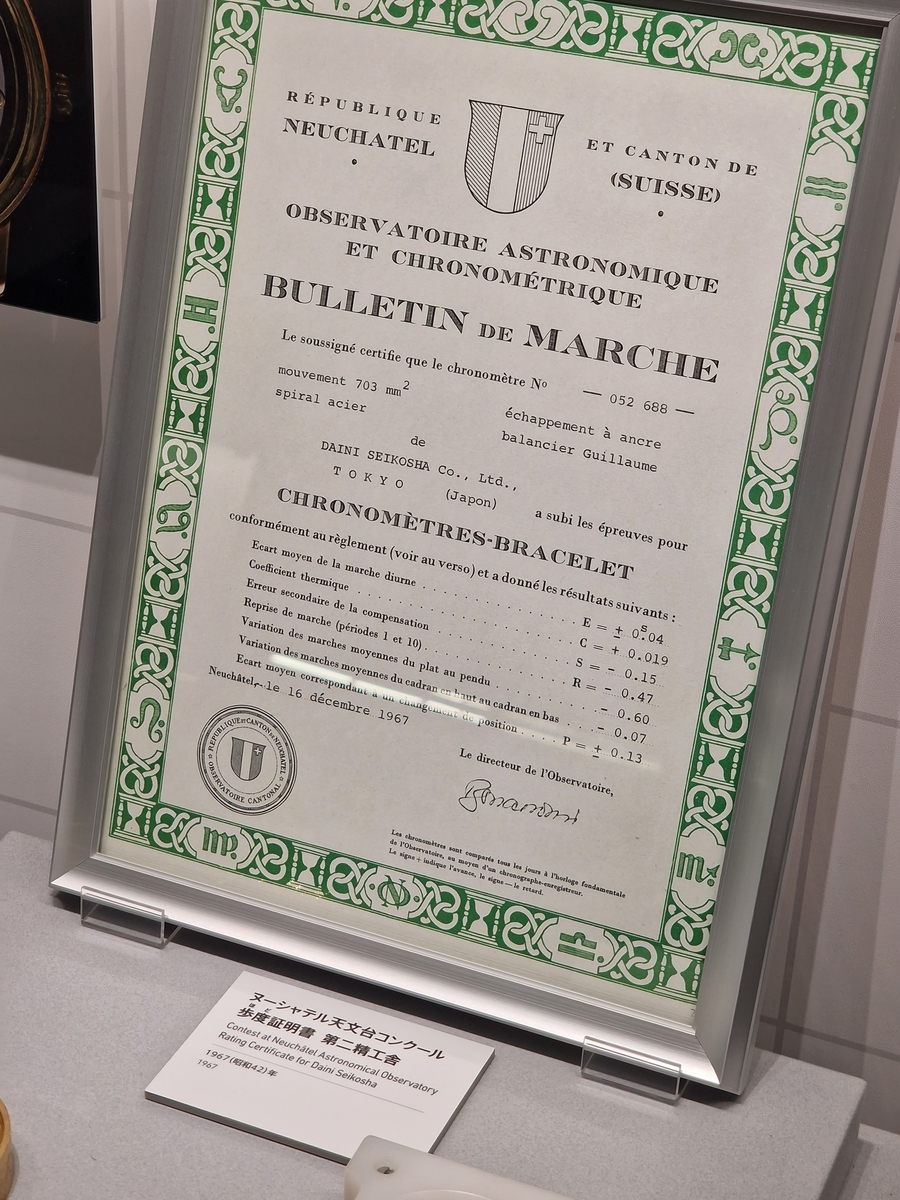 RÉPUBLIQUE
NEUCHATEL
ET CANTON DE
(SUISSE)
OBSERVATOIRE ASTRONOMIQUE
ET CHRONOMÉTRIQUE
BULLETIN DE MARCHE
Le soussigné certifie que le chronomètre Nº — 052 688 —
mouvement 703 mm2
échappement à ancre
spiral acier
balancier Guillaume
de
DAINI SEIKOSHA Co., Ltd.,
TOKYO (Japon)
a subi les épreuves pour
CHRONOMÈTRES-BRACELET
conformément au règlement (voir au verso) et a donné les résultats suivants :
Ecart moyen de la marche diurne E = ± 0s04
Coefficient thermique C = + 0.019
Erreur secondaire de la compensation S = - 0.15
Reprise de marche (périodes 1 et 10) R = - 0.47
Variation des marches moyennes du plat au pendu - 0.60
Variation des marches moyennes du cadran en haut au cadran en bas - 0.07
Ecart moyen correspondant à un changement de position P = ± 0.13
Neuchâtel, le 16 décembre 1967
RÉPUBLIQUE ET CANTON DE NEUCHATEL
OBSERVATOIRE CANTONAL
Le directeur de l'Observatoire,
Les chronomètres sont comparés tous les jours à l'horloge fondamentale
de l'Observatoire, au moyen d'un chronographe-enregistreur.
Le signe + indique l'avance, le signe — le retard.
ヌーシャテル天文台コンクール
ほど
歩度証明書 第二精工舎
Contest at Neuchâtel Astronomical Observatory
Rating Certificate for Daini Seikosha
1967(昭和42)年
1967